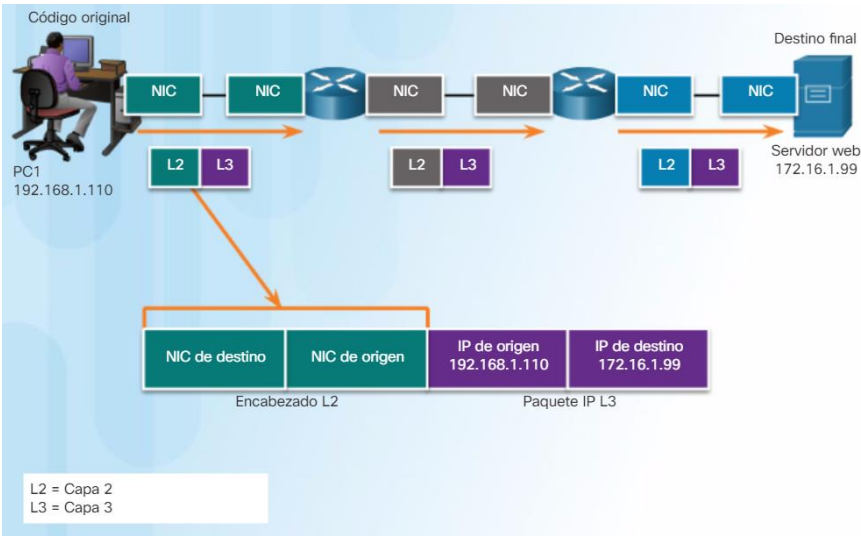 Código original
Destino final
NIC
NIC
NIC
NIC
NIC
NIC
PC1
192.168.1.110
L2 L3
L2 L3
L2 L3
Servidor web
172.16.1.99
NIC de destino
NIC de origen
IP de origen
192.168.1.110
IP de destino
172.16.1.99
Encabezado L2
Paquete IP L3
L2 = Capa 2
L3 = Capa 3